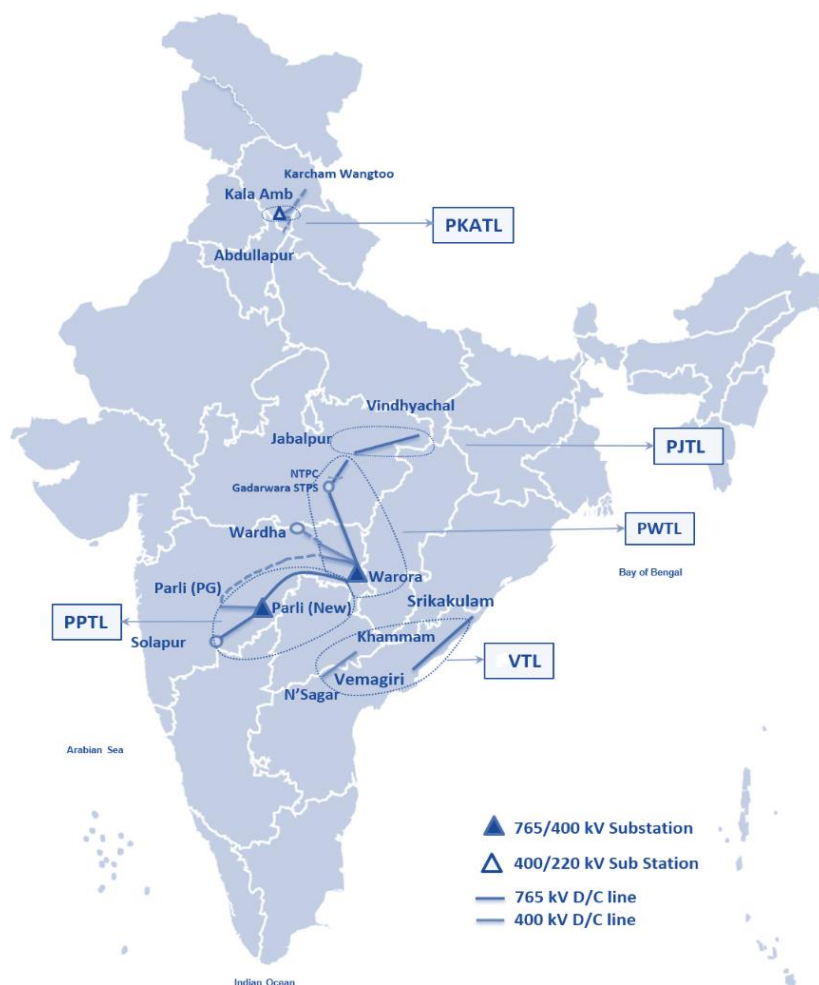 Karcham Wangtoo
Kala Amb
PKATL
Abdullapur
Vindhyachal
Jabalpur
PJTL
NTPC
Gadarwara STPS
Wardha
PWTL
Warora
Bay of Bengal
Parli (PG)
Parli (New)
Srikakulam
PPTL
Solapur
Khammam
VTL
Vemagiri
N'Sagar
Arabian Sea
765/400 kV Substation
400/220 kV Sub Station
765 kV D/C line
400 kV D/C line
Indian Ocean